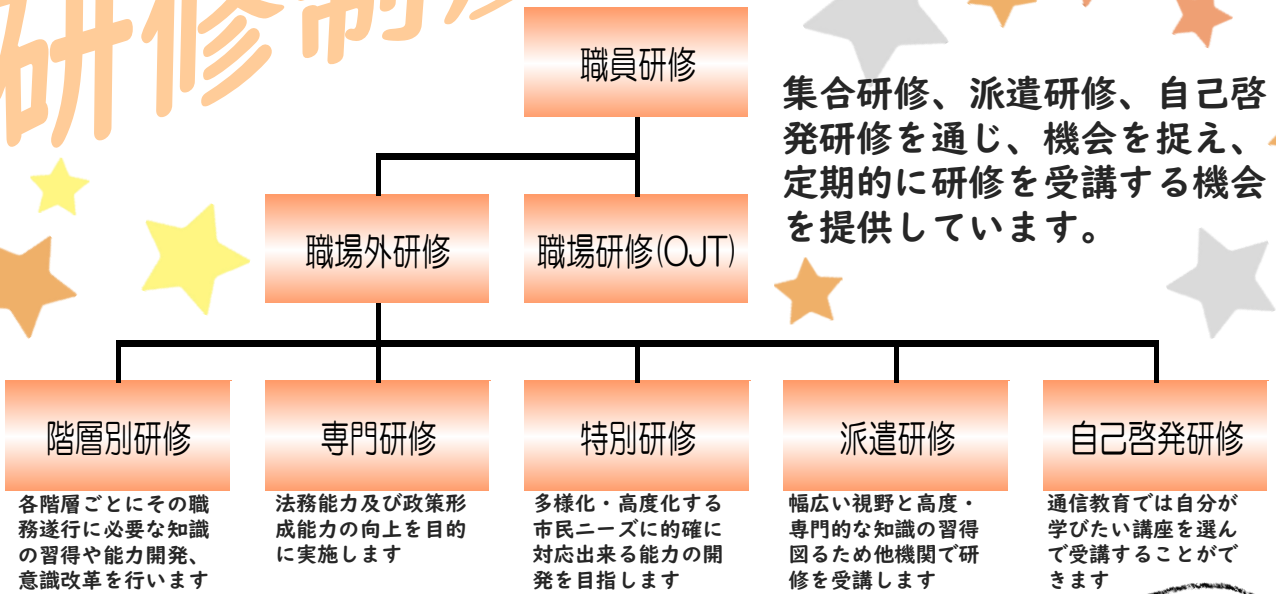 研修制度
職員研修
集合研修、派遣研修、自己啓
発研修を通じ、機会を捉え、
定期的に研修を受講する機会
を提供しています。
職場外研修
職場研修(OJT)
階層別研修
専門研修
特別研修
派遣研修
自己啓発研修
各階層ごとにその職
務遂行に必要な知識
の習得や能力開発、
意識改革を行います
法務能力及び政策形
成能力の向上を目的
に実施します
多様化・高度化する
市民ニーズに的確に
対応出来る能力の開
発を目指します
幅広い視野と高度・
専門的な知識の習得
図るため他機関で研
修を受講します
通信教育では自分が
学びたい講座を選ん
で受講することがで
きます